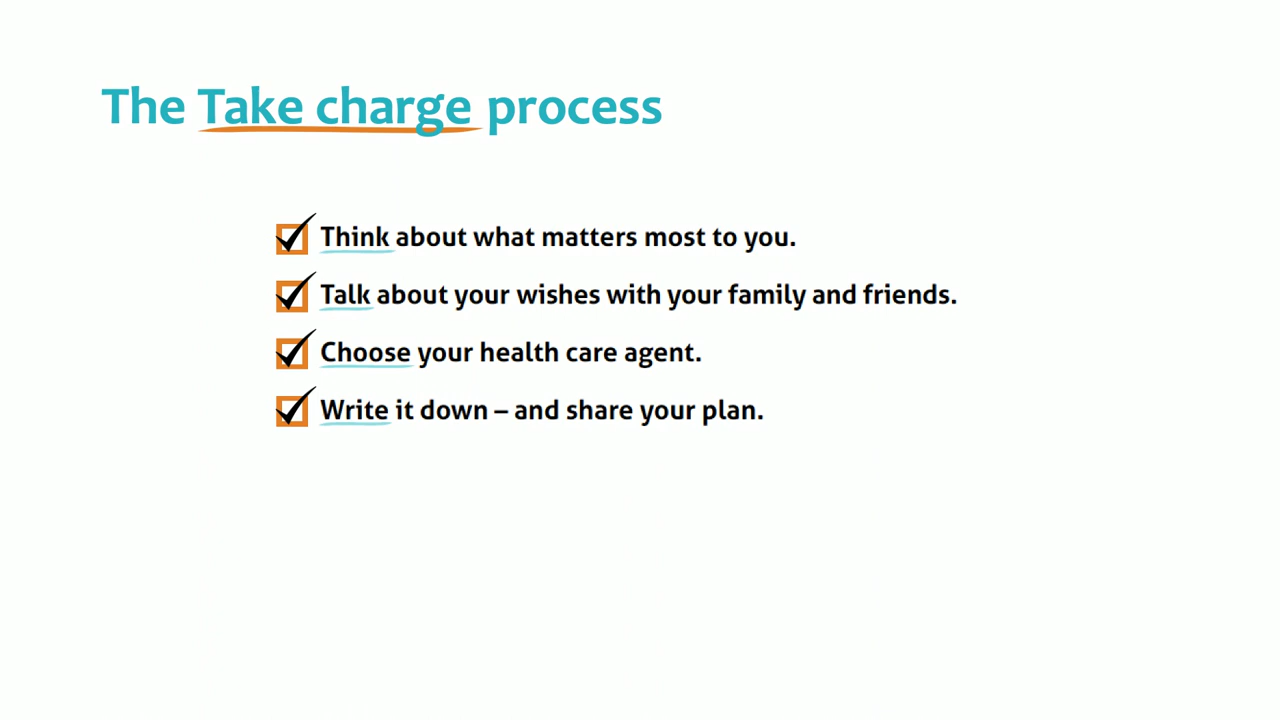 The Take charge process
Think about what matters most to you.
Talk about your wishes with your family and friends.
Choose your health care agent.
Write it down – and share your plan.